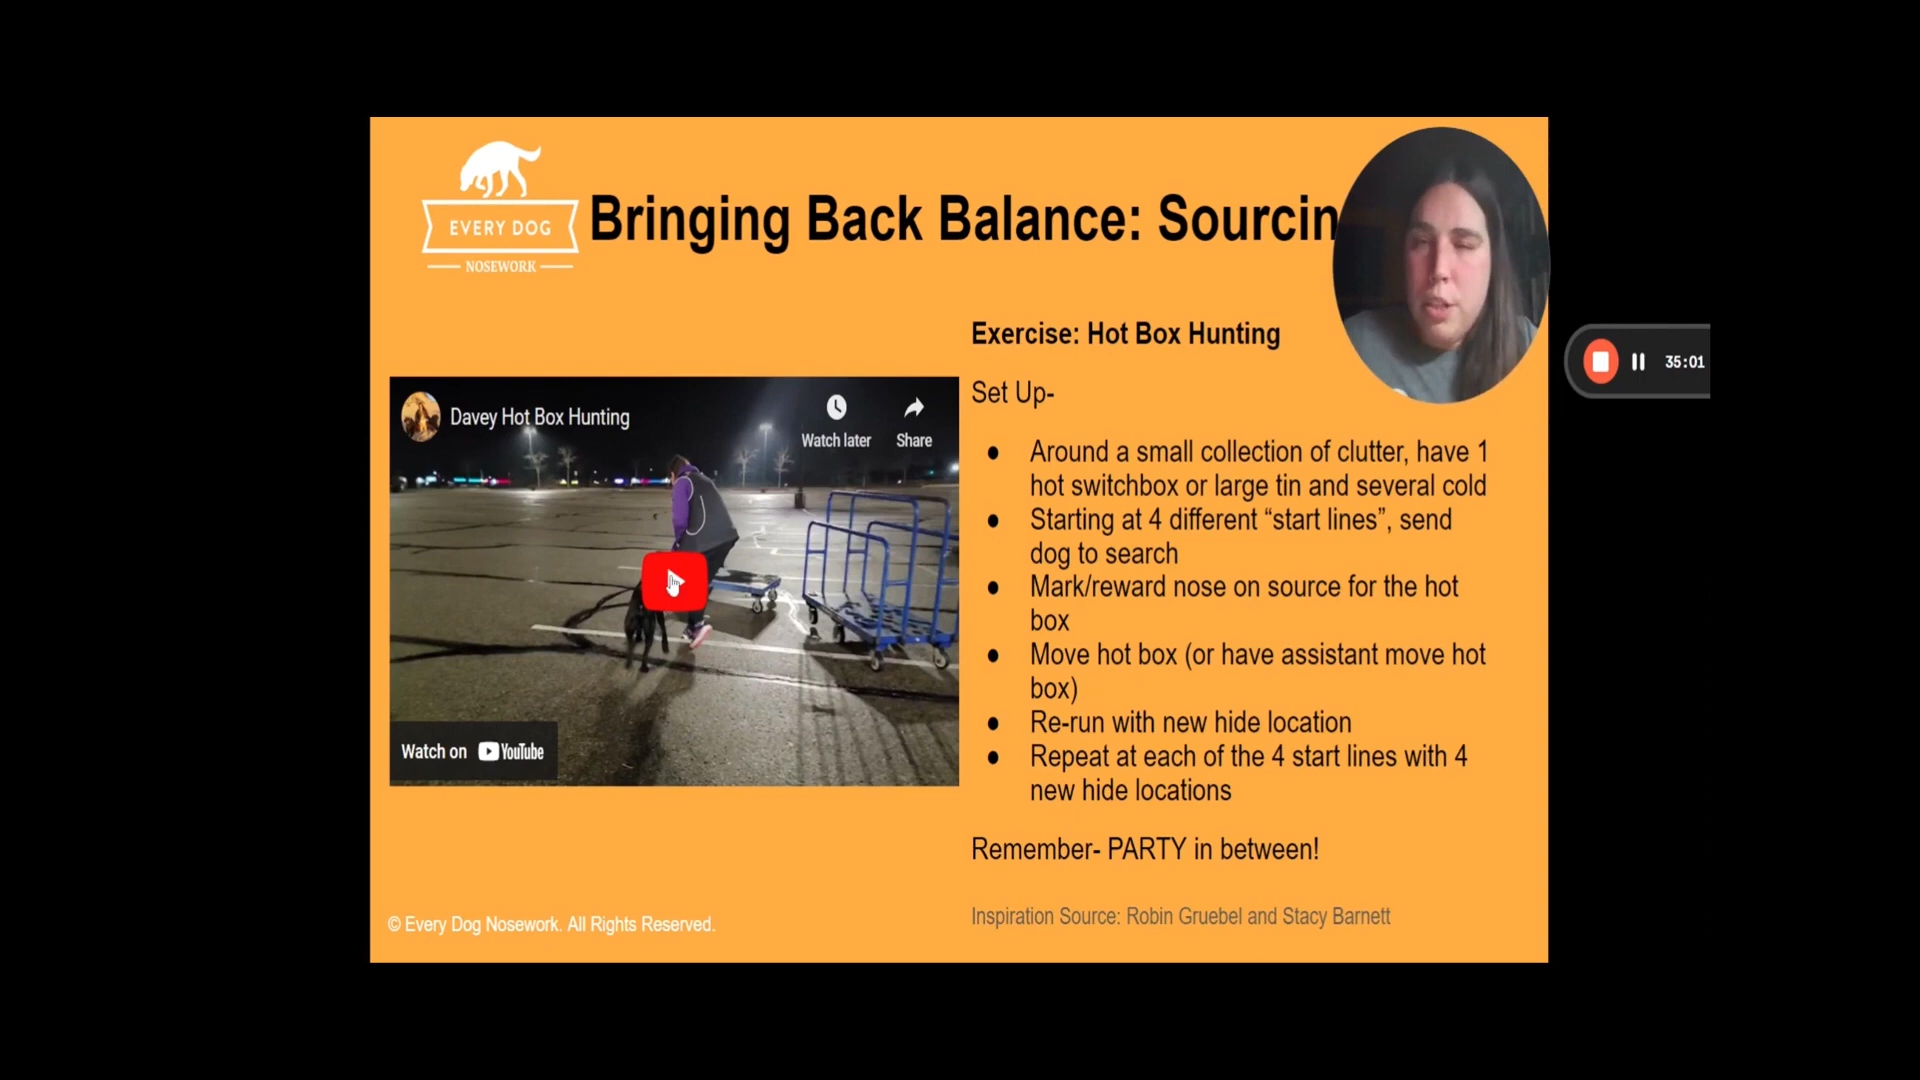 EVERY DOG
NOSEWORK
Bringing Back Balance: Sourcin
Exercise: Hot Box Hunting
35:01
Set Up-
Davey Hot Box Hunting
Watch later
Share
● Around a small collection of clutter, have 1
hot switchbox or large tin and several cold
● Starting at 4 different “start lines”, send
dog to search
● Mark/reward nose on source for the hot
box
● Move hot box (or have assistant move hot
box)
● Re-run with new hide location
● Repeat at each of the 4 start lines with 4
new hide locations
Watch on YouTube
Remember- PARTY in between!
Inspiration Source: Robin Gruebel and Stacy Barnett
© Every Dog Nosework. All Rights Reserved.